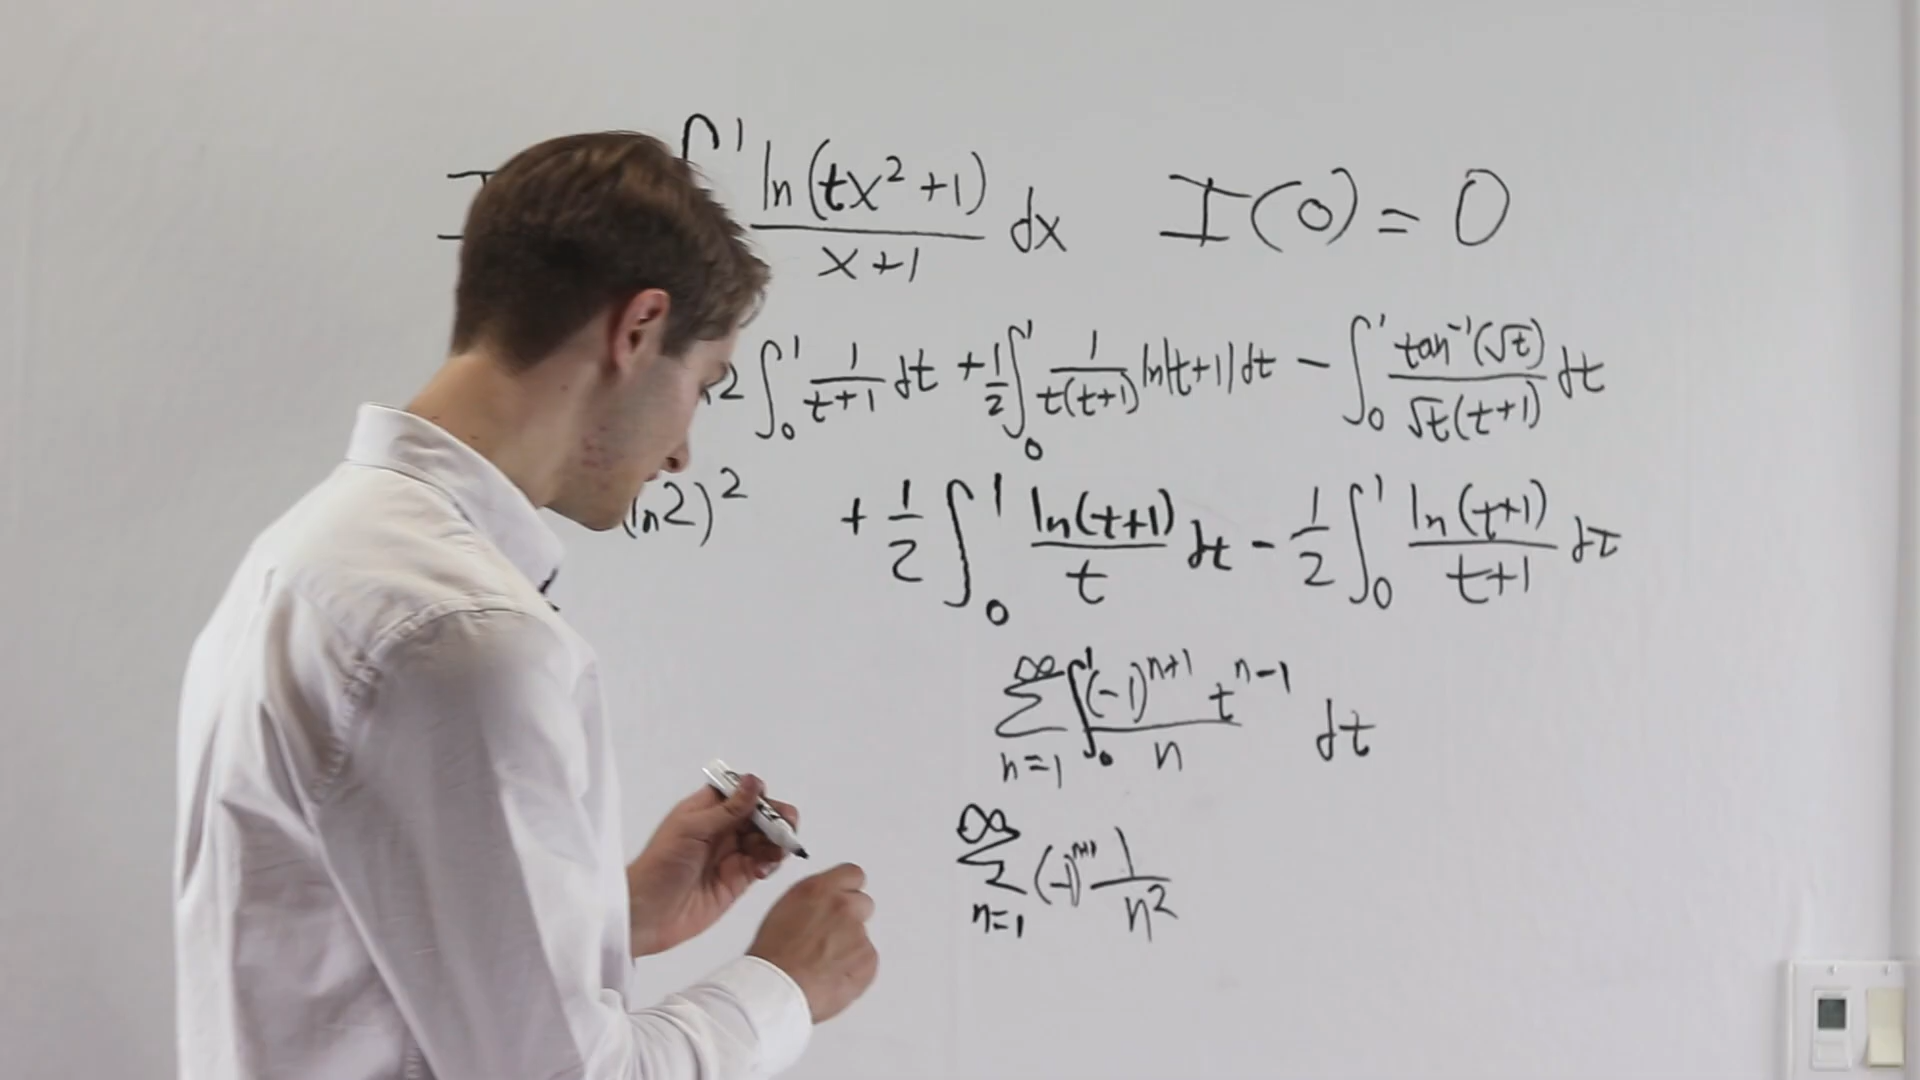 ∫ 1 ln(tx²+1) / x+1 dx I(0) = 0
2 ∫₀¹ 1/(t+1) dt + 1/2 ∫₀¹ 1/(t(t+1)) ln|t+1| dt − ∫₀¹ tan⁻¹(√t)/(√t(t+1)) dt
(ln2)² + 1/2 ∫₀¹ ln(t+1)/t dt − 1/2 ∫₀¹ ln(t+1)/(t+1) dt
∞ Σ n=1 ∫₀¹ (−1)ⁿ⁺¹ tⁿ⁻¹ / n dt
∞ Σ n=1 (−1)ⁿ⁺¹ 1/n²